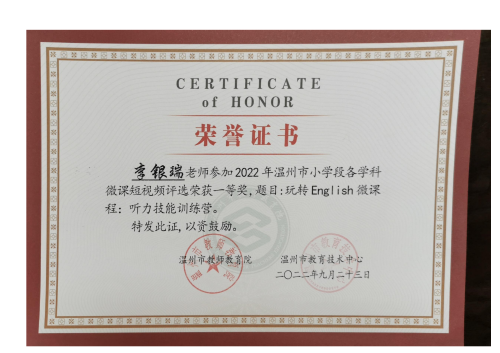 CERTIFICATE
of HONOR
荣誉证书
李银瑞老师参加2022年温州市小学段各学科
微课短视频评选荣获一等奖,题目:玩转English微课
程：听力技能训练营。
特发此证,以资鼓励。
温州市教师教育院
温州市教育技术中心
二〇二二年九月二十三日